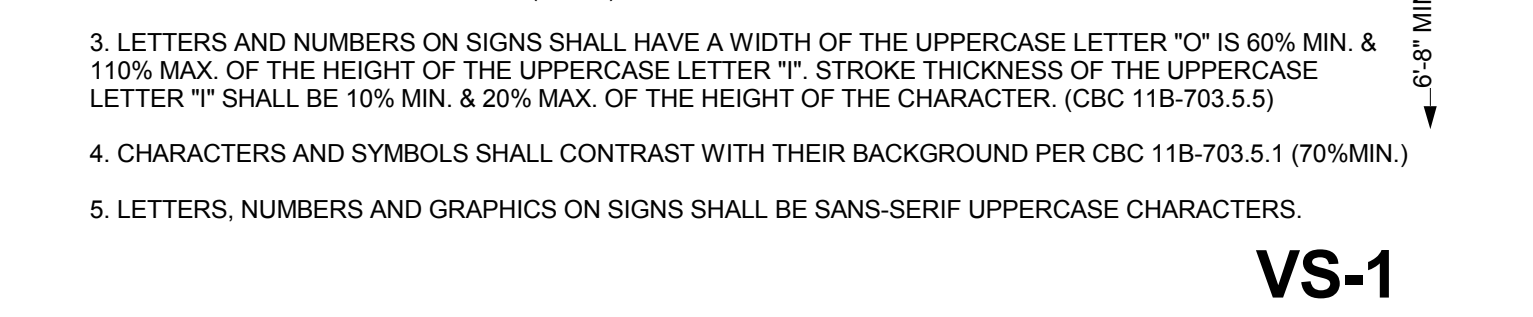 3. LETTERS AND NUMBERS ON SIGNS SHALL HAVE A WIDTH OF THE UPPERCASE LETTER "O" IS 60% MIN. &
110% MAX. OF THE HEIGHT OF THE UPPERCASE LETTER "I". STROKE THICKNESS OF THE UPPERCASE
LETTER "I" SHALL BE 10% MIN. & 20% MAX. OF THE HEIGHT OF THE CHARACTER. (CBC 11B-703.5.5)
4. CHARACTERS AND SYMBOLS SHALL CONTRAST WITH THEIR BACKGROUND PER CBC 11B-703.5.1 (70%MIN.)
5. LETTERS, NUMBERS AND GRAPHICS ON SIGNS SHALL BE SANS-SERIF UPPERCASE CHARACTERS.
6'-8" MIN
VS-1